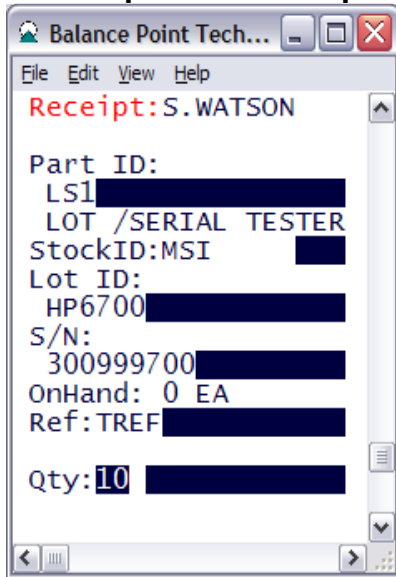 Balance Point Tech...
File Edit View Help
Receipt:S.WATSON
Part ID:
LS1
LOT /SERIAL TESTER
StockID:MSI
Lot ID:
HP6700
S/N:
300999700
OnHand: 0 EA
Ref:TREF
Qty:10